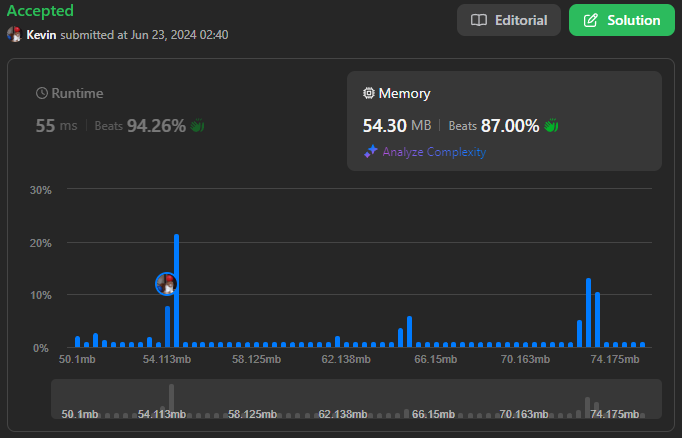 Accepted
Editorial
Solution
Kevin submitted at Jun 23, 2024 02:40
Runtime
55 ms | Beats 94.26%
Memory
54.30 MB | Beats 87.00%
Analyze Complexity
30%
20%
10%
0%
50.1mb 54.113mb 58.125mb 62.138mb 66.15mb 70.163mb 74.175mb
50.1mb 54.113mb 58.125mb 62.138mb 66.15mb 70.163mb 74.175mb